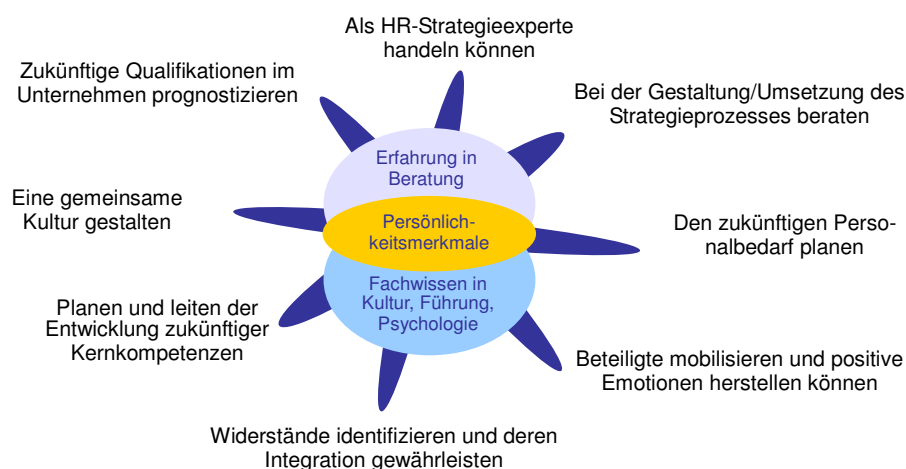 Als HR-Strategieexperte
handeln können
Zukünftige Qualifikationen im
Unternehmen prognostizieren
Bei der Gestaltung/Umsetzung des
Strategieprozesses beraten
Erfahrung in
Beratung
Eine gemeinsame
Kultur gestalten
Persönlich-
keitsmerkmale
Den zukünftigen Perso-
nalbedarf planen
Fachwissen in
Kultur, Führung,
Psychologie
Planen und leiten der
Entwicklung zukünftiger
Kernkompetenzen
Beteiligte mobilisieren und positive
Emotionen herstellen können
Widerstände identifizieren und deren
Integration gewährleisten